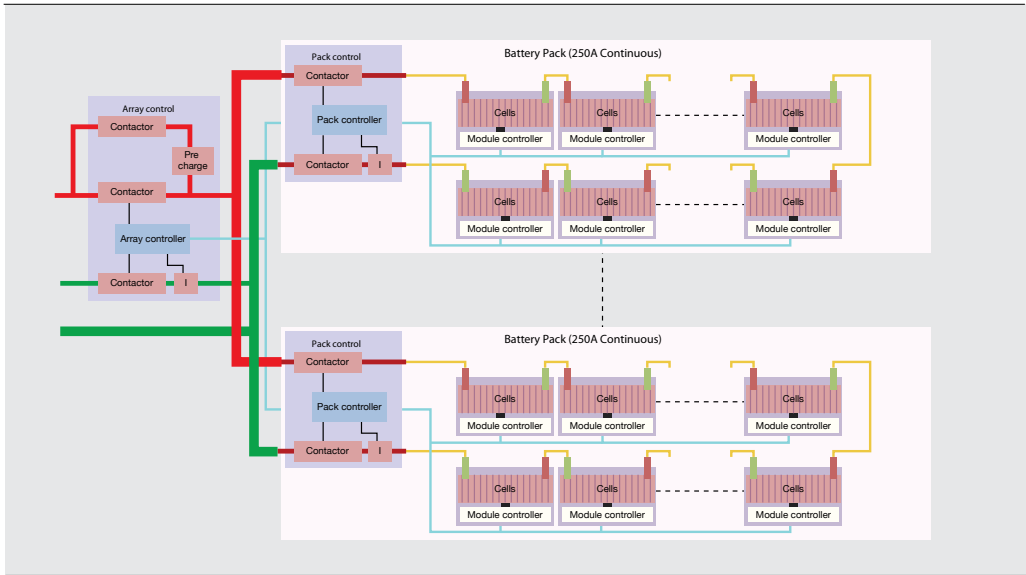 Battery Pack (250A Continuous)
Pack control
Contactor
Pack controller
Contactor
I
Cells
Cells
Cells
Module controller
Module controller
Module controller
Cells
Cells
Cells
Module controller
Module controller
Module controller
Array control
Contactor
Pre
charge
Contactor
Array controller
Contactor
I
Battery Pack (250A Continuous)
Pack control
Contactor
Pack controller
Contactor
I
Cells
Cells
Cells
Module controller
Module controller
Module controller
Cells
Cells
Cells
Module controller
Module controller
Module controller